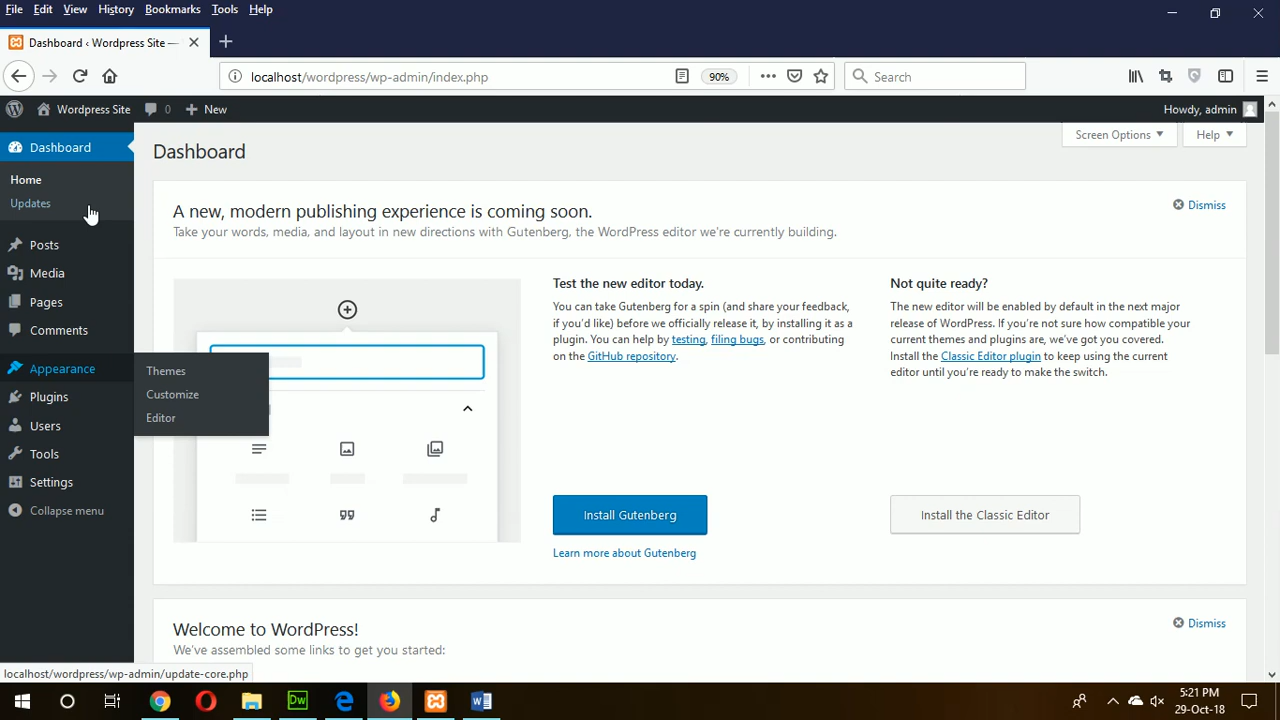 File Edit View History Bookmarks Tools Help
Dashboard ‹ Wordpress Site —
localhost/wordpress/wp-admin/index.php
90%
Search
Wordpress Site
0
New
Howdy, admin
Screen Options
Help
Dashboard
Home
Updates
Posts
Media
Pages
Comments
Appearance
Themes
Customize
Editor
Plugins
Users
Tools
Settings
Collapse menu
Dashboard
A new, modern publishing experience is coming soon.
Dismiss
Take your words, media, and layout in new directions with Gutenberg, the WordPress editor we're currently building.
Test the new editor today.
You can take Gutenberg for a spin (and share your feedback,
if you'd like) before we officially release it, by installing it as a
plugin. You can help by testing, filing bugs, or contributing
on the GitHub repository.
Install Gutenberg
Learn more about Gutenberg
Not quite ready?
The new editor will be enabled by default in the next major
release of WordPress. If you're not sure how compatible your
current themes and plugins are, we've got you covered.
Install the Classic Editor plugin to keep using the current
editor until you're ready to make the switch.
Install the Classic Editor
Welcome to WordPress!
Dismiss
We've assembled some links to get you started:
localhost/wordpress/wp-admin/update-core.php
Dw
5:21 PM
29-Oct-18